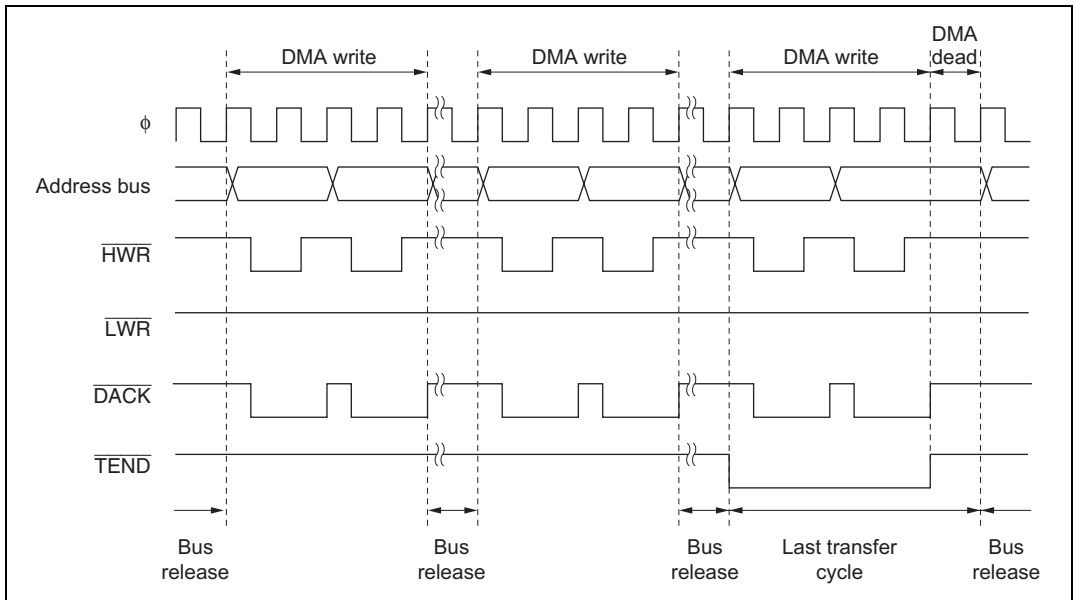 DMA write
DMA write
DMA write
DMA
dead
φ
Address bus
HWR
LWR
DACK
TEND
Bus
release
Bus
release
Bus
release
Last transfer
cycle
Bus
release